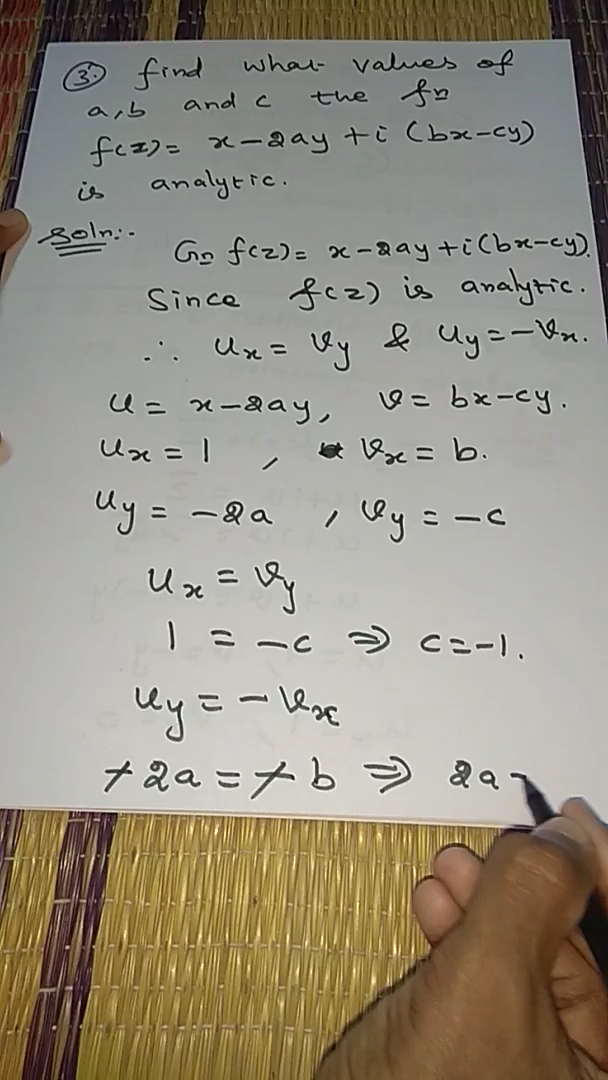 ③. find what values of
a,b and c the fn
f(z)= x-2ay +i (bx-cy)
is analytic.
Soln:-
Gn f(z)= x-2ay+i(bx-cy).
Since f(z) is analytic.
∴ ux = vy & uy = -vx.
u = x-2ay, v = bx-cy.
ux = 1 , vx = b.
uy = -2a , vy = -c
ux = vy
1 = -c ⇒ c=-1.
uy = -vx
-2a = -b ⇒ 2a -